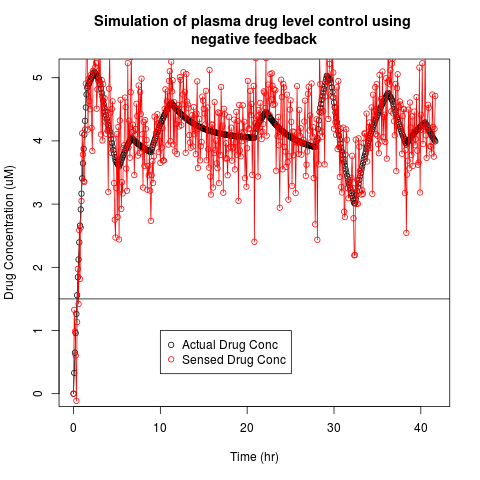 Simulation of plasma drug level control using
negative feedback
Drug Concentration (uM)
5
4
3
2
1
0
Actual Drug Conc
Sensed Drug Conc
0 10 20 30 40
Time (hr)